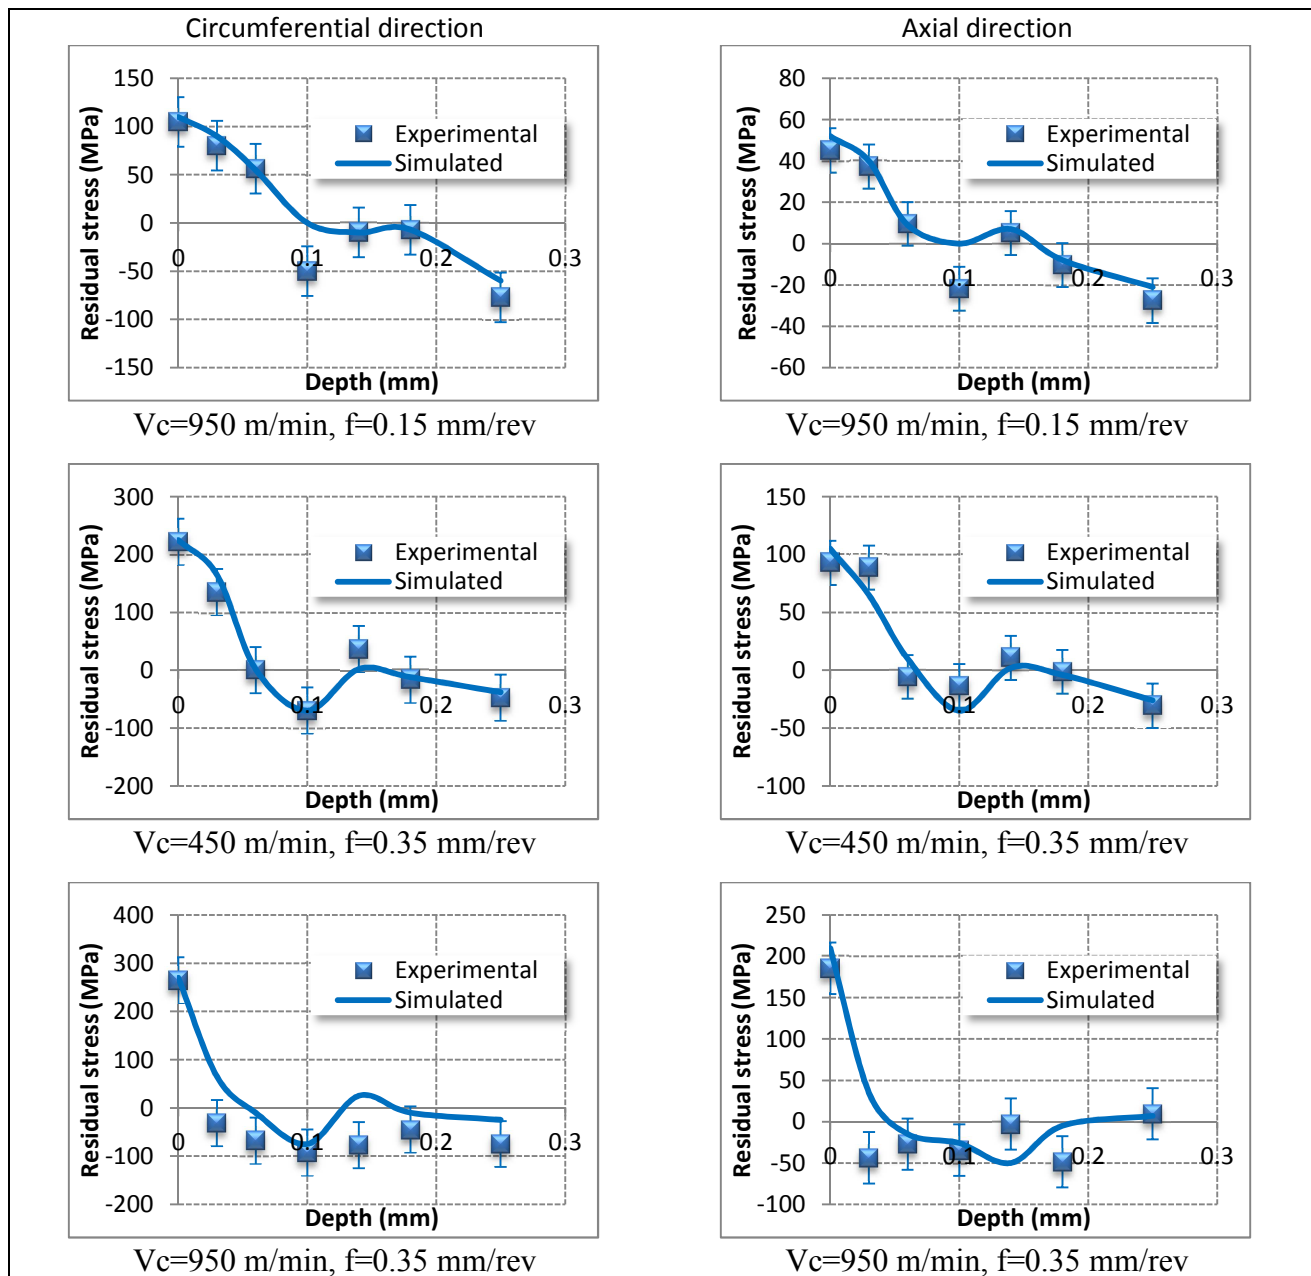 Circumferential direction
Axial direction
Residual stress (MPa)
150
100
50
0
-50
-100
-150
0
0.1
0.2
0.3
Experimental
Simulated
Depth (mm)
Vc=950 m/min, f=0.15 mm/rev
Residual stress (MPa)
80
60
40
20
0
-20
-40
-60
0
0.1
0.2
0.3
Experimental
Simulated
Depth (mm)
Vc=950 m/min, f=0.15 mm/rev
Residual stress (MPa)
300
200
100
0
-100
-200
0
0.1
0.2
0.3
Experimental
Simulated
Depth (mm)
Vc=450 m/min, f=0.35 mm/rev
Residual stress (MPa)
150
100
50
0
-50
-100
0
0.1
0.2
0.3
Experimental
Simulated
Depth (mm)
Vc=450 m/min, f=0.35 mm/rev
Residual stress (MPa)
400
300
200
100
0
-100
-200
0
0.1
0.2
0.3
Experimental
Simulated
Depth (mm)
Vc=950 m/min, f=0.35 mm/rev
Residual stress (MPa)
250
200
150
100
50
0
-50
-100
0
0.1
0.2
0.3
Experimental
Simulated
Depth (mm)
Vc=950 m/min, f=0.35 mm/rev